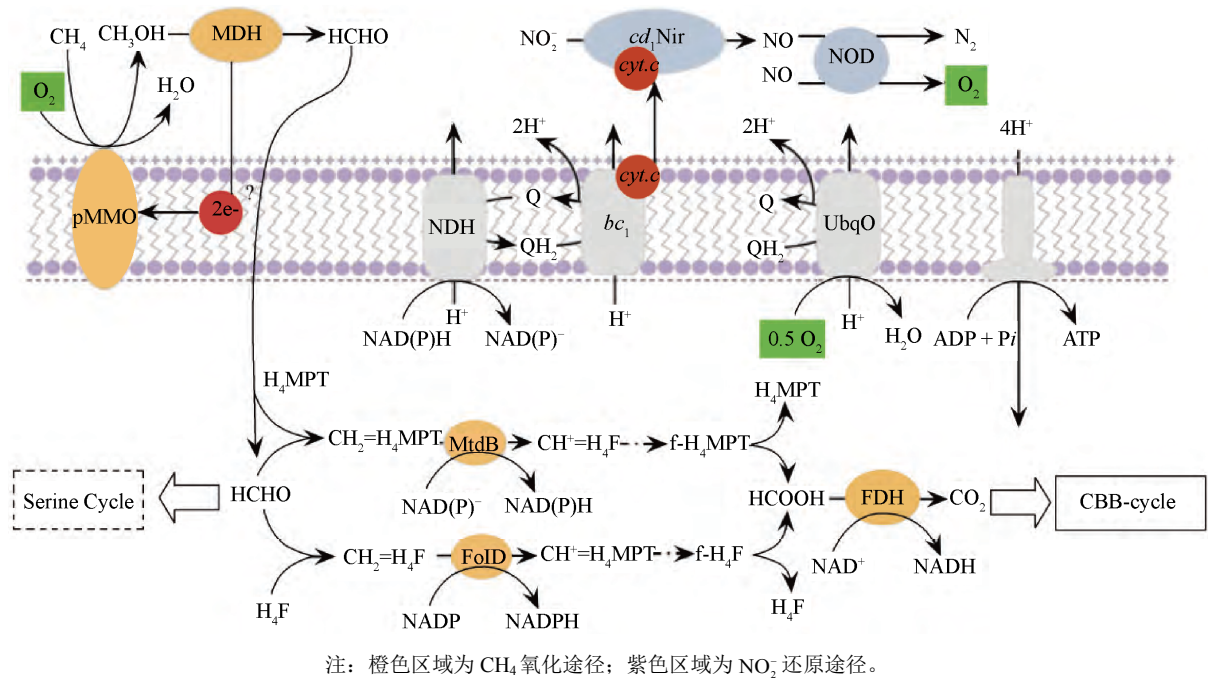 CH₄ CH₃OH MDH HCHO
O₂ H₂O
NO₂⁻ cd₁Nir NO NOD N₂
cyt.c NO O₂
2H⁺ 2H⁺ 4H⁺
cyt.c
pMMO 2e- ? NDH Q bc₁ Q UbqO
QH₂ QH₂
H⁺ H⁺ H⁺
NAD(P)H NAD(P)⁻ 0.5 O₂ H₂O ADP + Pi ATP
H₄MPT H₄MPT
CH₂=H₄MPT MtdB CH⁺=H₄F f-H₄MPT
NAD(P)⁻ NAD(P)H
Serine Cycle HCHO HCOOH FDH CO₂ CBB-cycle
CH₂=H₄F FolD CH⁺=H₄MPT f-H₄F NAD⁺ NADH
H₄F NADP NADPH H₄F
注：橙色区域为 CH₄ 氧化途径；紫色区域为 NO₂⁻ 还原途径。